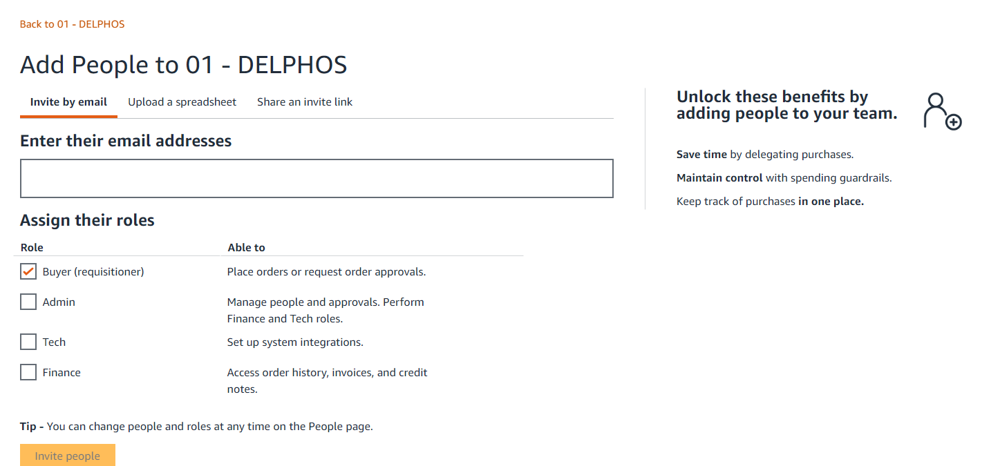 Back to 01 - DELPHOS
Add People to 01 - DELPHOS
Invite by email Upload a spreadsheet Share an invite link
Enter their email addresses
Assign their roles
Role Able to
Buyer (requisitioner) Place orders or request order approvals.
Admin Manage people and approvals. Perform
Finance and Tech roles.
Tech Set up system integrations.
Finance Access order history, invoices, and credit
notes.
Tip - You can change people and roles at any time on the People page.
Invite people
Unlock these benefits by
adding people to your team.
Save time by delegating purchases.
Maintain control with spending guardrails.
Keep track of purchases in one place.